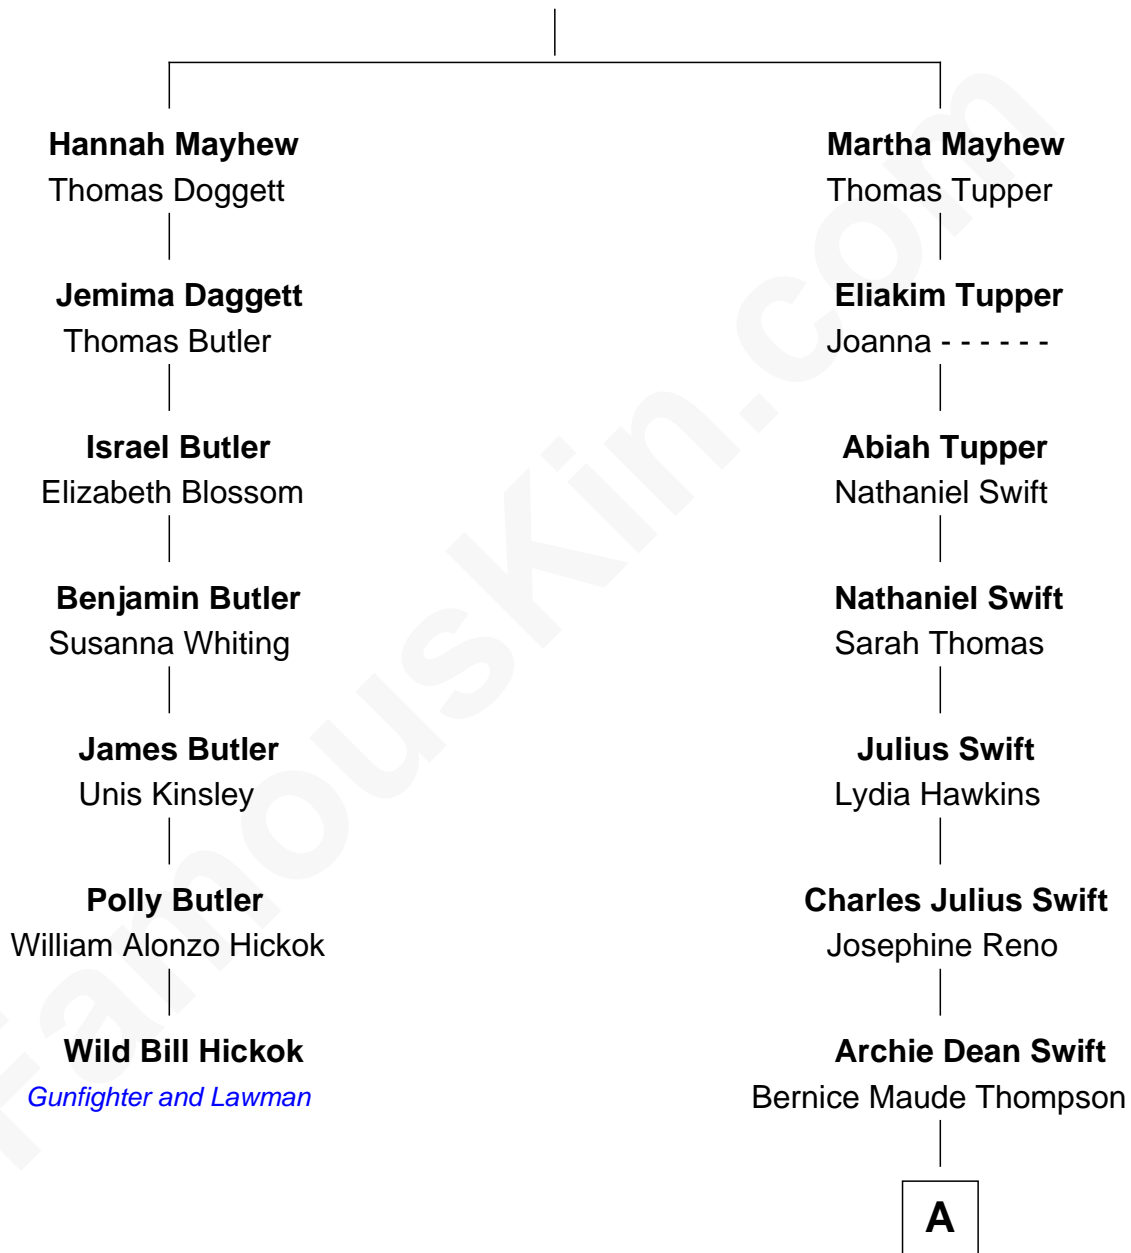 Hannah Mayhew
Thomas Doggett
Martha Mayhew
Thomas Tupper
Jemima Daggett
Thomas Butler
Eliakim Tupper
Joanna - - - - - -
Israel Butler
Elizabeth Blossom
Abiah Tupper
Nathaniel Swift
Benjamin Butler
Susanna Whiting
Nathaniel Swift
Sarah Thomas
James Butler
Unis Kinsley
Julius Swift
Lydia Hawkins
Polly Butler
William Alonzo Hickok
Charles Julius Swift
Josephine Reno
Wild Bill Hickok
Gunfighter and Lawman
Archie Dean Swift
Bernice Maude Thompson
A
FamousKin.com